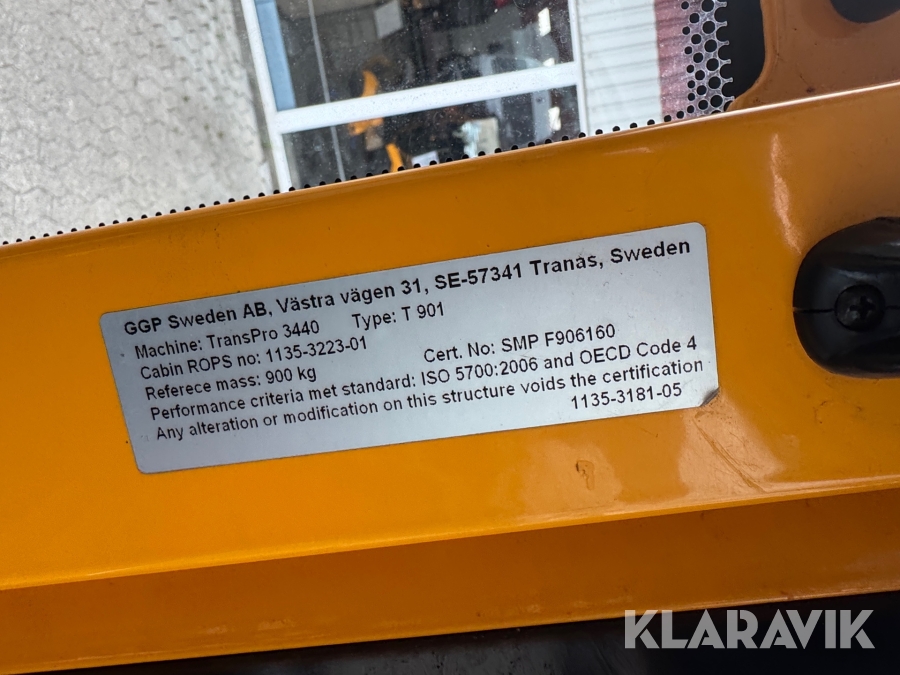 GGP Sweden AB, Västra vägen 31, SE-57341 Tranås, Sweden
Machine: TransPro 3440 Type: T 901
Cabin ROPS no: 1135-3223-01
Referece mass: 900 kg Cert. No: SMP F906160
Performance criteria met standard: ISO 5700:2006 and OECD Code 4
Any alteration or modification on this structure voids the certification
1135-3181-05
KLARAVIK